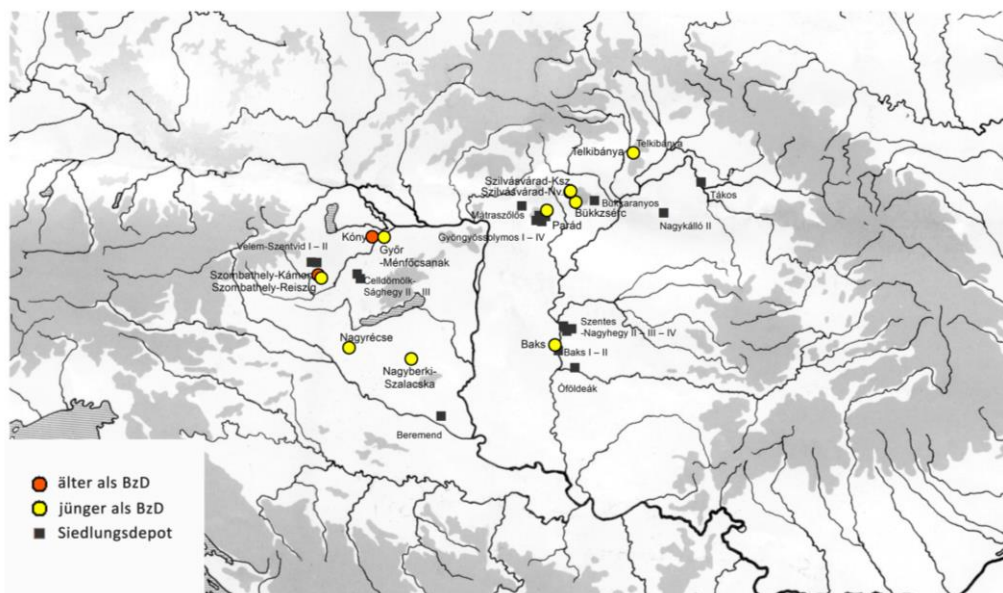 Telkibánya
Telkibánya
Szilvásvárad-Ksz
Szilvásvárad-Nv
Bükkaranyos
Bükkzsérc
Tákos
Nagykálló II
Mátraszőlős
Parád
Gyöngyössolymos I – IV
Kóny
Győr
-Ménfőcsanak
Velem-Szentvid I – II
Szombathely-Kámon
Szombathely-Reiszig
Celldömölk-
Sághegy II – III
Nagyrécse
Nagyberki-
Szalacska
Beremend
Szentes
-Nagyhegy II – III – IV
Baks
Baks I – II
Óföldeák
älter als BzD
jünger als BzD
Siedlungsdepot